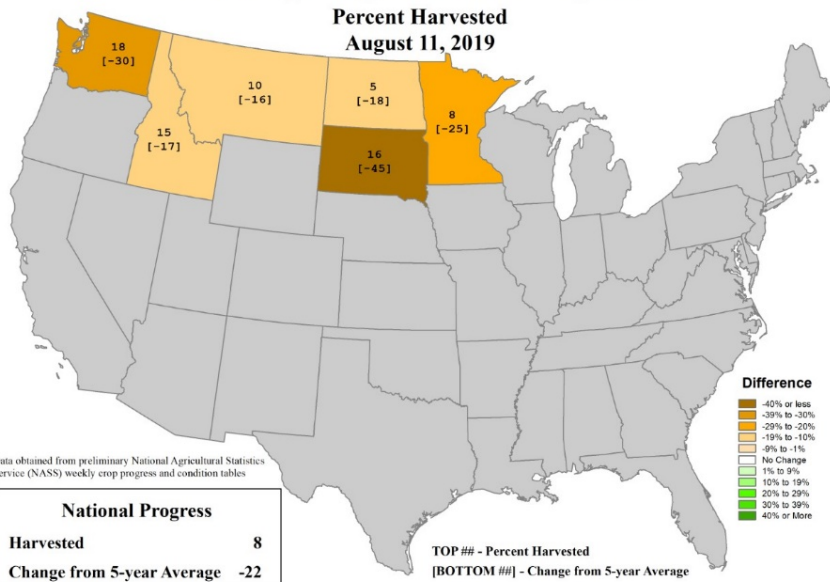 Percent Harvested
August 11, 2019
18
[-30]
10
[-16]
5
[-18]
8
[-25]
15
[-17]
16
[-45]
Difference
-40% or less
-39% to -30%
-29% to -20%
-19% to -10%
-9% to -1%
No Change
1% to 9%
10% to 19%
20% to 29%
30% to 39%
40% or More
ata obtained from preliminary National Agricultural Statistics
ervice (NASS) weekly crop progress and condition tables
National Progress
Harvested 8
Change from 5-year Average -22
TOP ## - Percent Harvested
[BOTTOM ##] - Change from 5-year Average